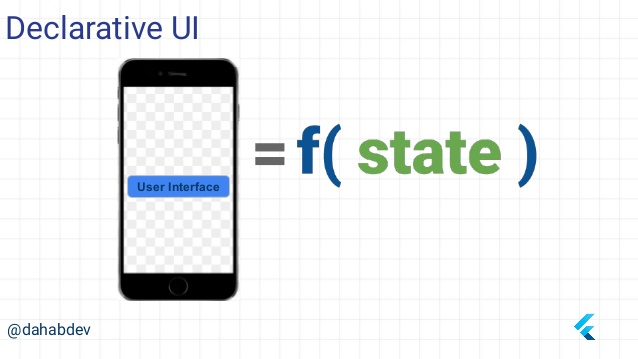 Declarative UI
User Interface
= f( state )
@dahabdev